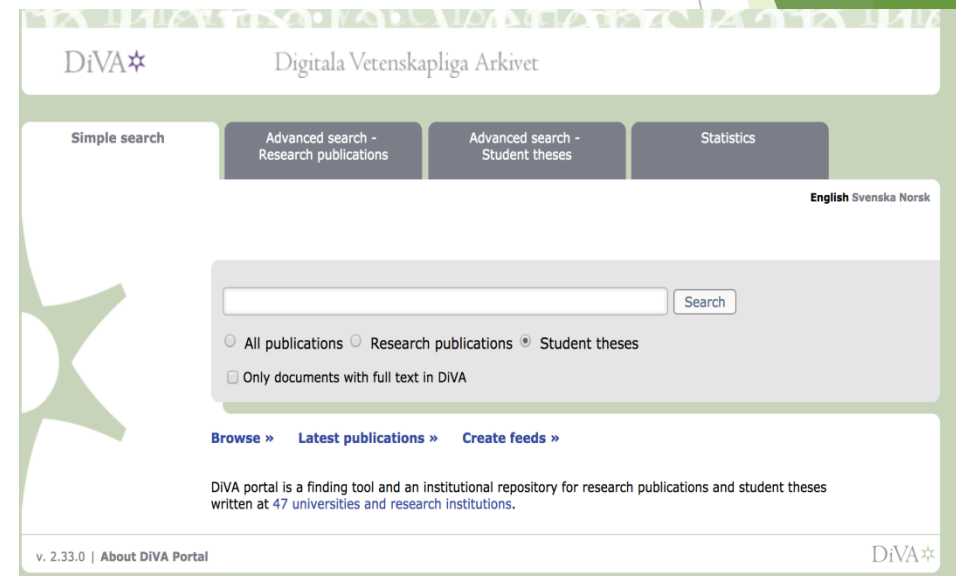 DiVA
Digitala Vetenskapliga Arkivet
Simple search
Advanced search -
Research publications
Advanced search -
Student theses
Statistics
English Svenska Norsk
Search
All publications Research publications Student theses
Only documents with full text in DiVA
Browse » Latest publications » Create feeds »
DiVA portal is a finding tool and an institutional repository for research publications and student theses
written at 47 universities and research institutions.
v. 2.33.0 | About DiVA Portal
DiVA